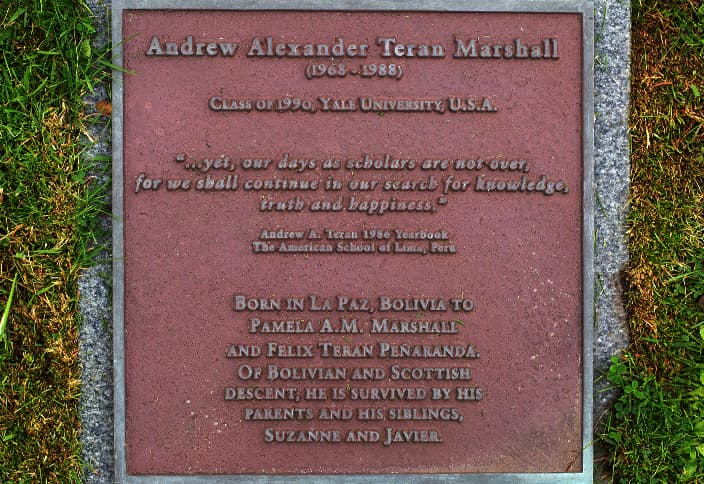 Andrew Alexander Teran Marshall
(1968 - 1988)
Class of 1990, Yale University, U.S.A.
"...yet, our days as scholars are not over,
for we shall continue in our search for knowledge,
truth and happiness."
Andrew A. Teran 1986 Yearbook
The American School of Lima, Peru
Born in La Paz, Bolivia to
Pamela A.M. Marshall
and Felix Teran Peñaranda.
Of Bolivian and Scottish
descent, he is survived by his
parents and his siblings,
Suzanne and Javier.